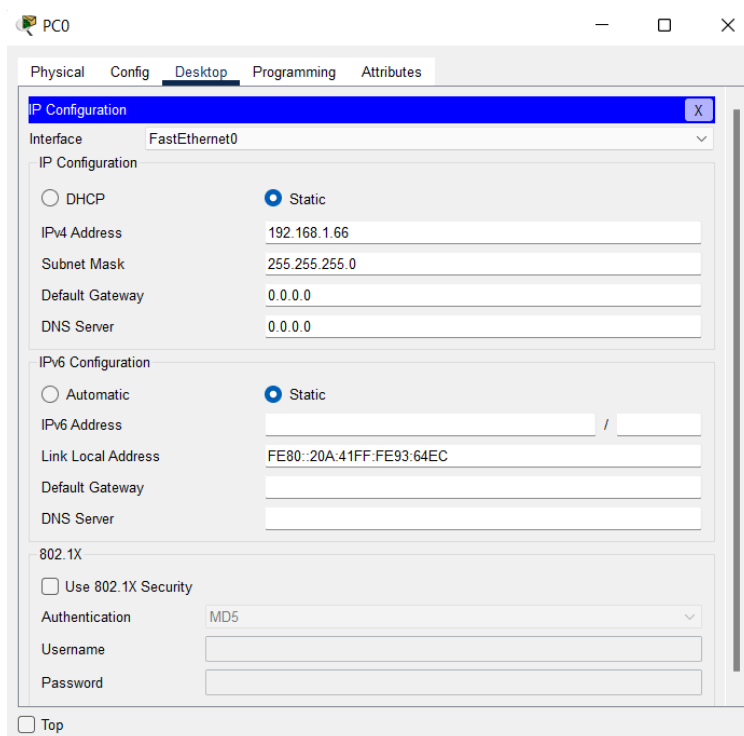 PC0
Physical Config Desktop Programming Attributes
IP Configuration X
Interface FastEthernet0
IP Configuration
DHCP Static
IPv4 Address 192.168.1.66
Subnet Mask 255.255.255.0
Default Gateway 0.0.0.0
DNS Server 0.0.0.0
IPv6 Configuration
Automatic Static
IPv6 Address /
Link Local Address FE80::20A:41FF:FE93:64EC
Default Gateway
DNS Server
802.1X
Use 802.1X Security
Authentication MD5
Username
Password
Top